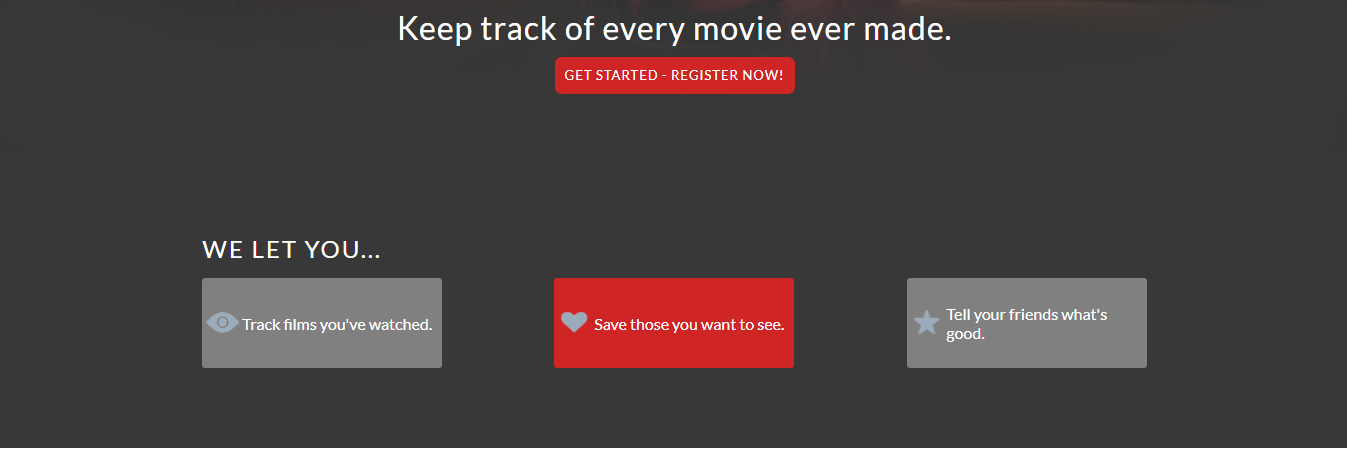 Keep track of every movie ever made.
GET STARTED - REGISTER NOW!
WE LET YOU...
Track films you've watched.
Save those you want to see.
Tell your friends what's
good.